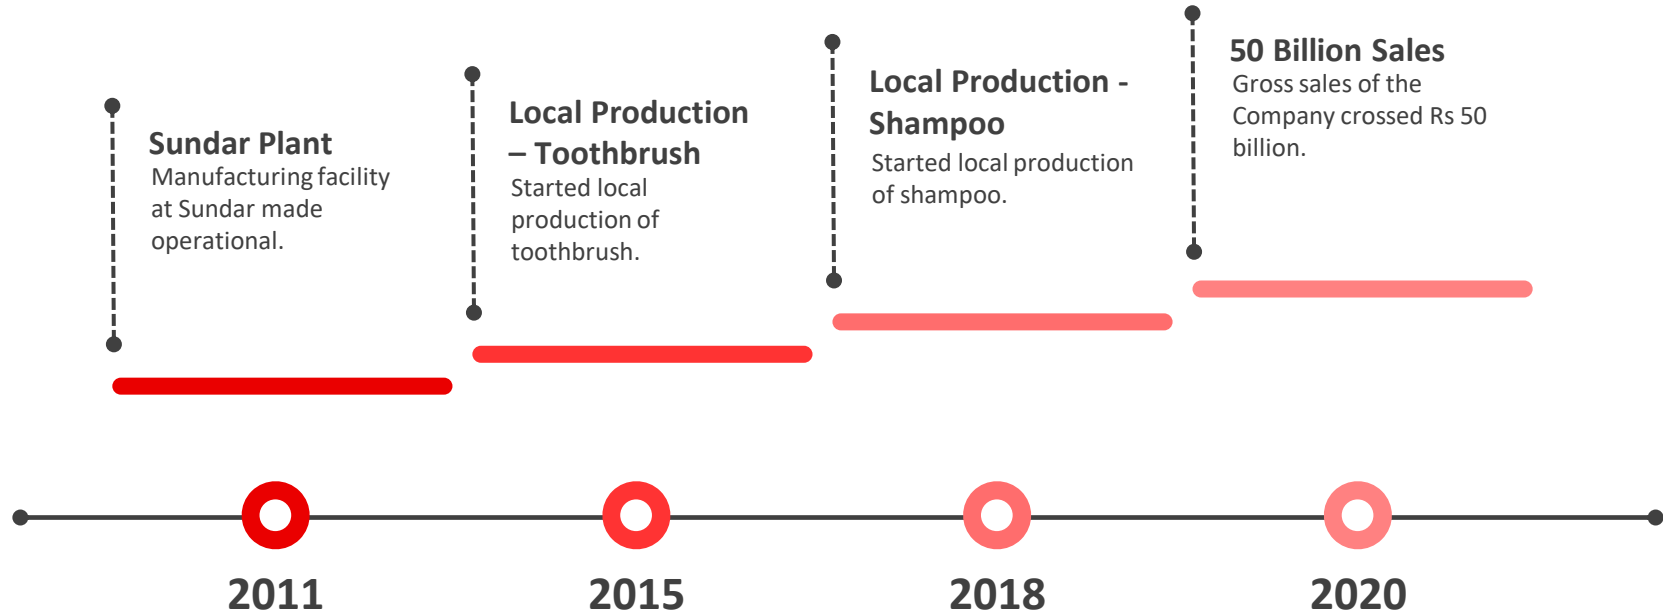 Sundar Plant
Manufacturing facility
at Sundar made
operational.
Local Production
– Toothbrush
Started local
production of
toothbrush.
Local Production -
Shampoo
Started local production
of shampoo.
50 Billion Sales
Gross sales of the
Company crossed Rs 50
billion.
2011
2015
2018
2020